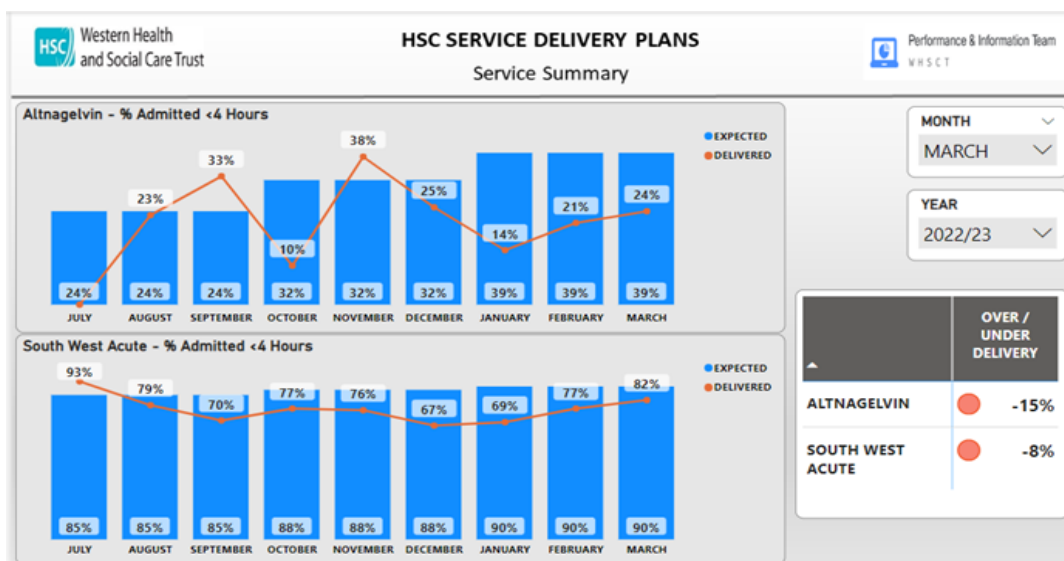 HSC
Western Health
and Social Care Trust
HSC SERVICE DELIVERY PLANS
Service Summary
Performance & Information Team
WHSCT
Altnagelvin - % Admitted <4 Hours
EXPECTED
DELIVERED
23%
33%
10%
38%
25%
14%
21%
24%
24%
24%
24%
32%
32%
32%
39%
39%
39%
JULY
AUGUST
SEPTEMBER
OCTOBER
NOVEMBER
DECEMBER
JANUARY
FEBRUARY
MARCH
South West Acute - % Admitted <4 Hours
EXPECTED
DELIVERED
93%
79%
70%
77%
76%
67%
69%
77%
82%
85%
85%
85%
88%
88%
88%
90%
90%
90%
JULY
AUGUST
SEPTEMBER
OCTOBER
NOVEMBER
DECEMBER
JANUARY
FEBRUARY
MARCH
MONTH
MARCH
YEAR
2022/23
OVER /
UNDER
DELIVERY
ALTNAGELVIN
-15%
SOUTH WEST
ACUTE
-8%